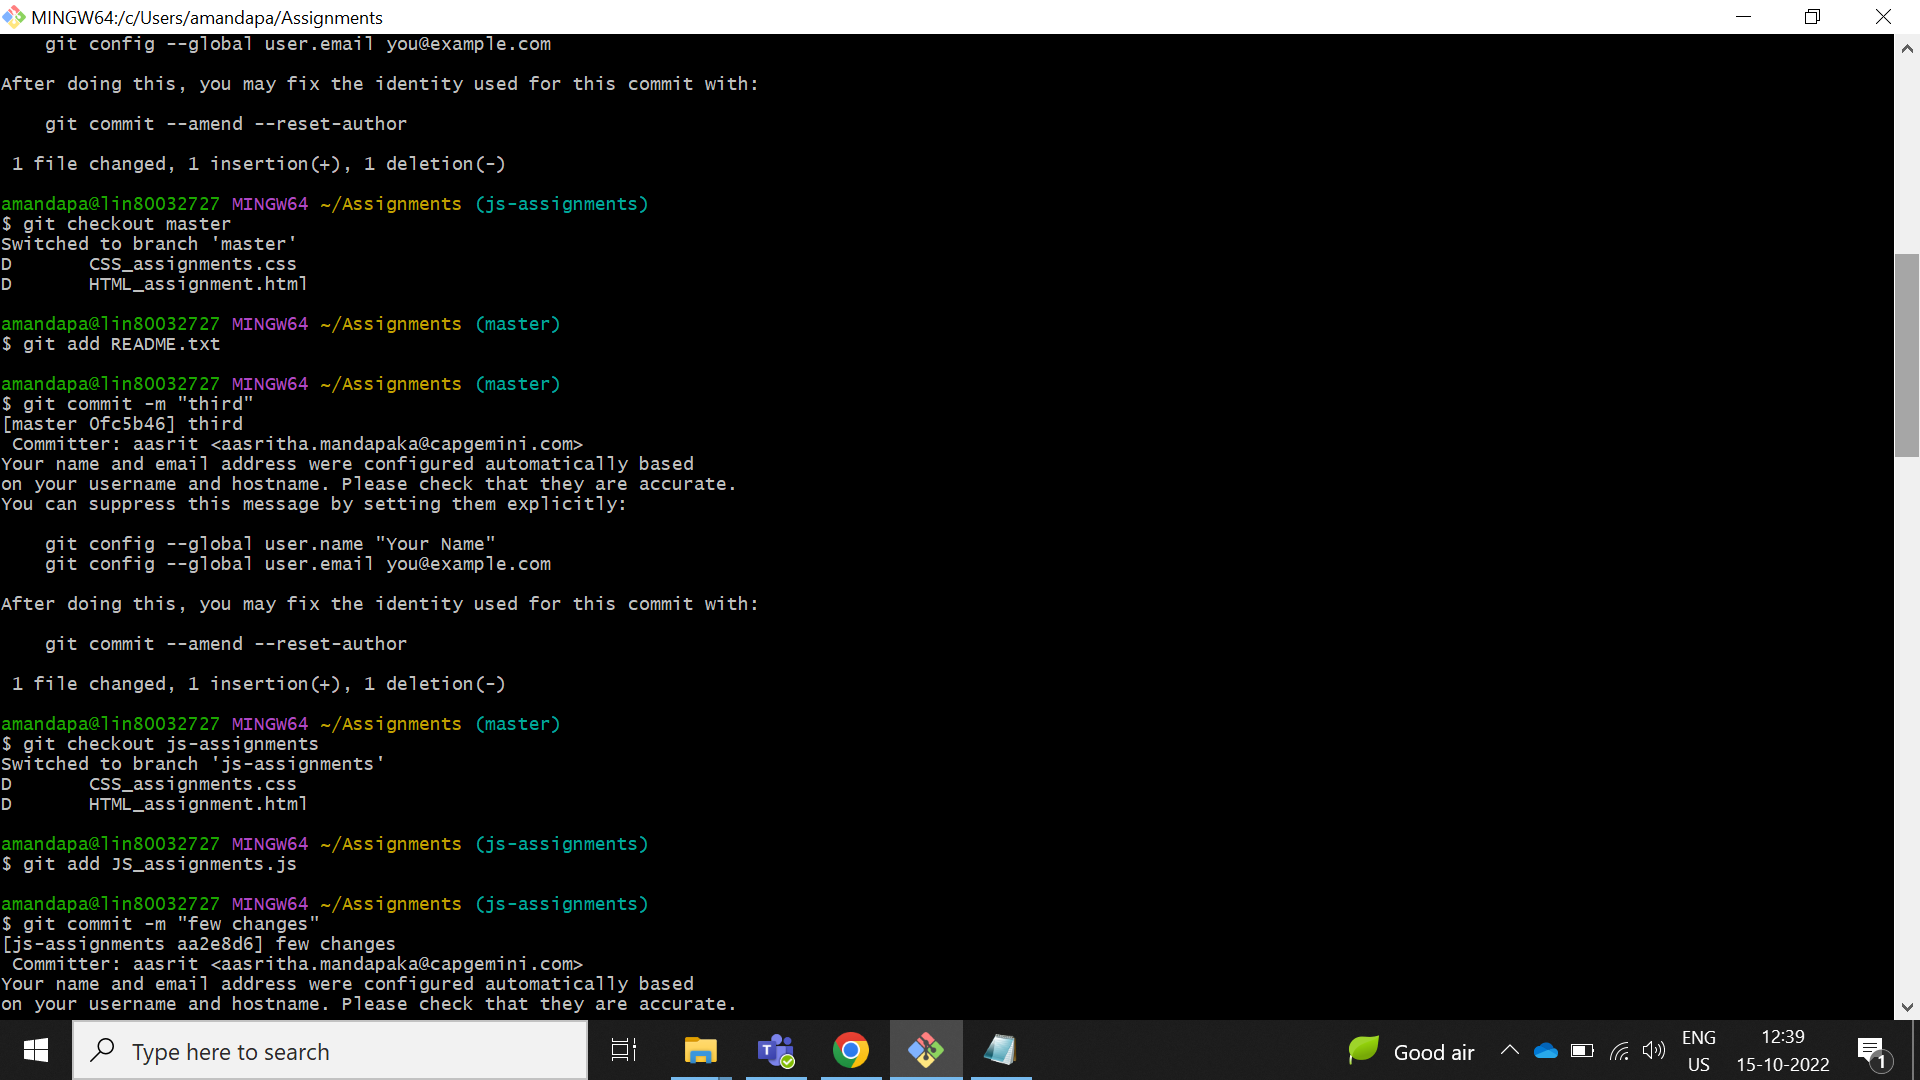 MINGW64:/c/Users/amandapa/Assignments
    git config --global user.email you@example.com
After doing this, you may fix the identity used for this commit with:
    git commit --amend --reset-author
 1 file changed, 1 insertion(+), 1 deletion(-)
amandapa@lin80032727 MINGW64 ~/Assignments (js-assignments)
$ git checkout master
Switched to branch 'master'
D       CSS_assignments.css
D       HTML_assignment.html
amandapa@lin80032727 MINGW64 ~/Assignments (master)
$ git add README.txt
amandapa@lin80032727 MINGW64 ~/Assignments (master)
$ git commit -m "third"
[master 0fc5b46] third
 Committer: aasrit <aasritha.mandapaka@capgemini.com>
Your name and email address were configured automatically based
on your username and hostname. Please check that they are accurate.
You can suppress this message by setting them explicitly:
    git config --global user.name "Your Name"
    git config --global user.email you@example.com
After doing this, you may fix the identity used for this commit with:
    git commit --amend --reset-author
 1 file changed, 1 insertion(+), 1 deletion(-)
amandapa@lin80032727 MINGW64 ~/Assignments (master)
$ git checkout js-assignments
Switched to branch 'js-assignments'
D       CSS_assignments.css
D       HTML_assignment.html
amandapa@lin80032727 MINGW64 ~/Assignments (js-assignments)
$ git add JS_assignments.js
amandapa@lin80032727 MINGW64 ~/Assignments (js-assignments)
$ git commit -m "few changes"
[js-assignments aa2e8d6] few changes
 Committer: aasrit <aasritha.mandapaka@capgemini.com>
Your name and email address were configured automatically based
on your username and hostname. Please check that they are accurate.
Type here to search
Good air
ENG
US
12:39
15-10-2022
1